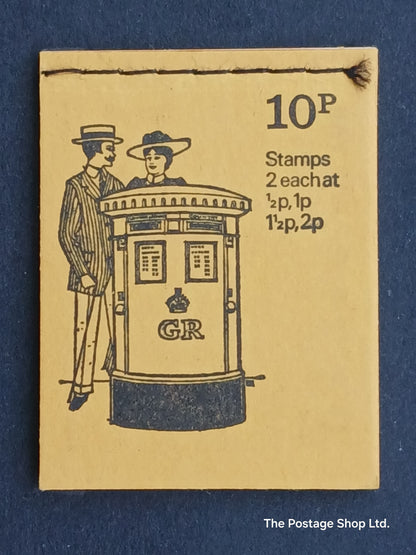 10P
Stamps
2 each at
½p, 1p
1½p, 2p
GR
The Postage Shop Ltd.